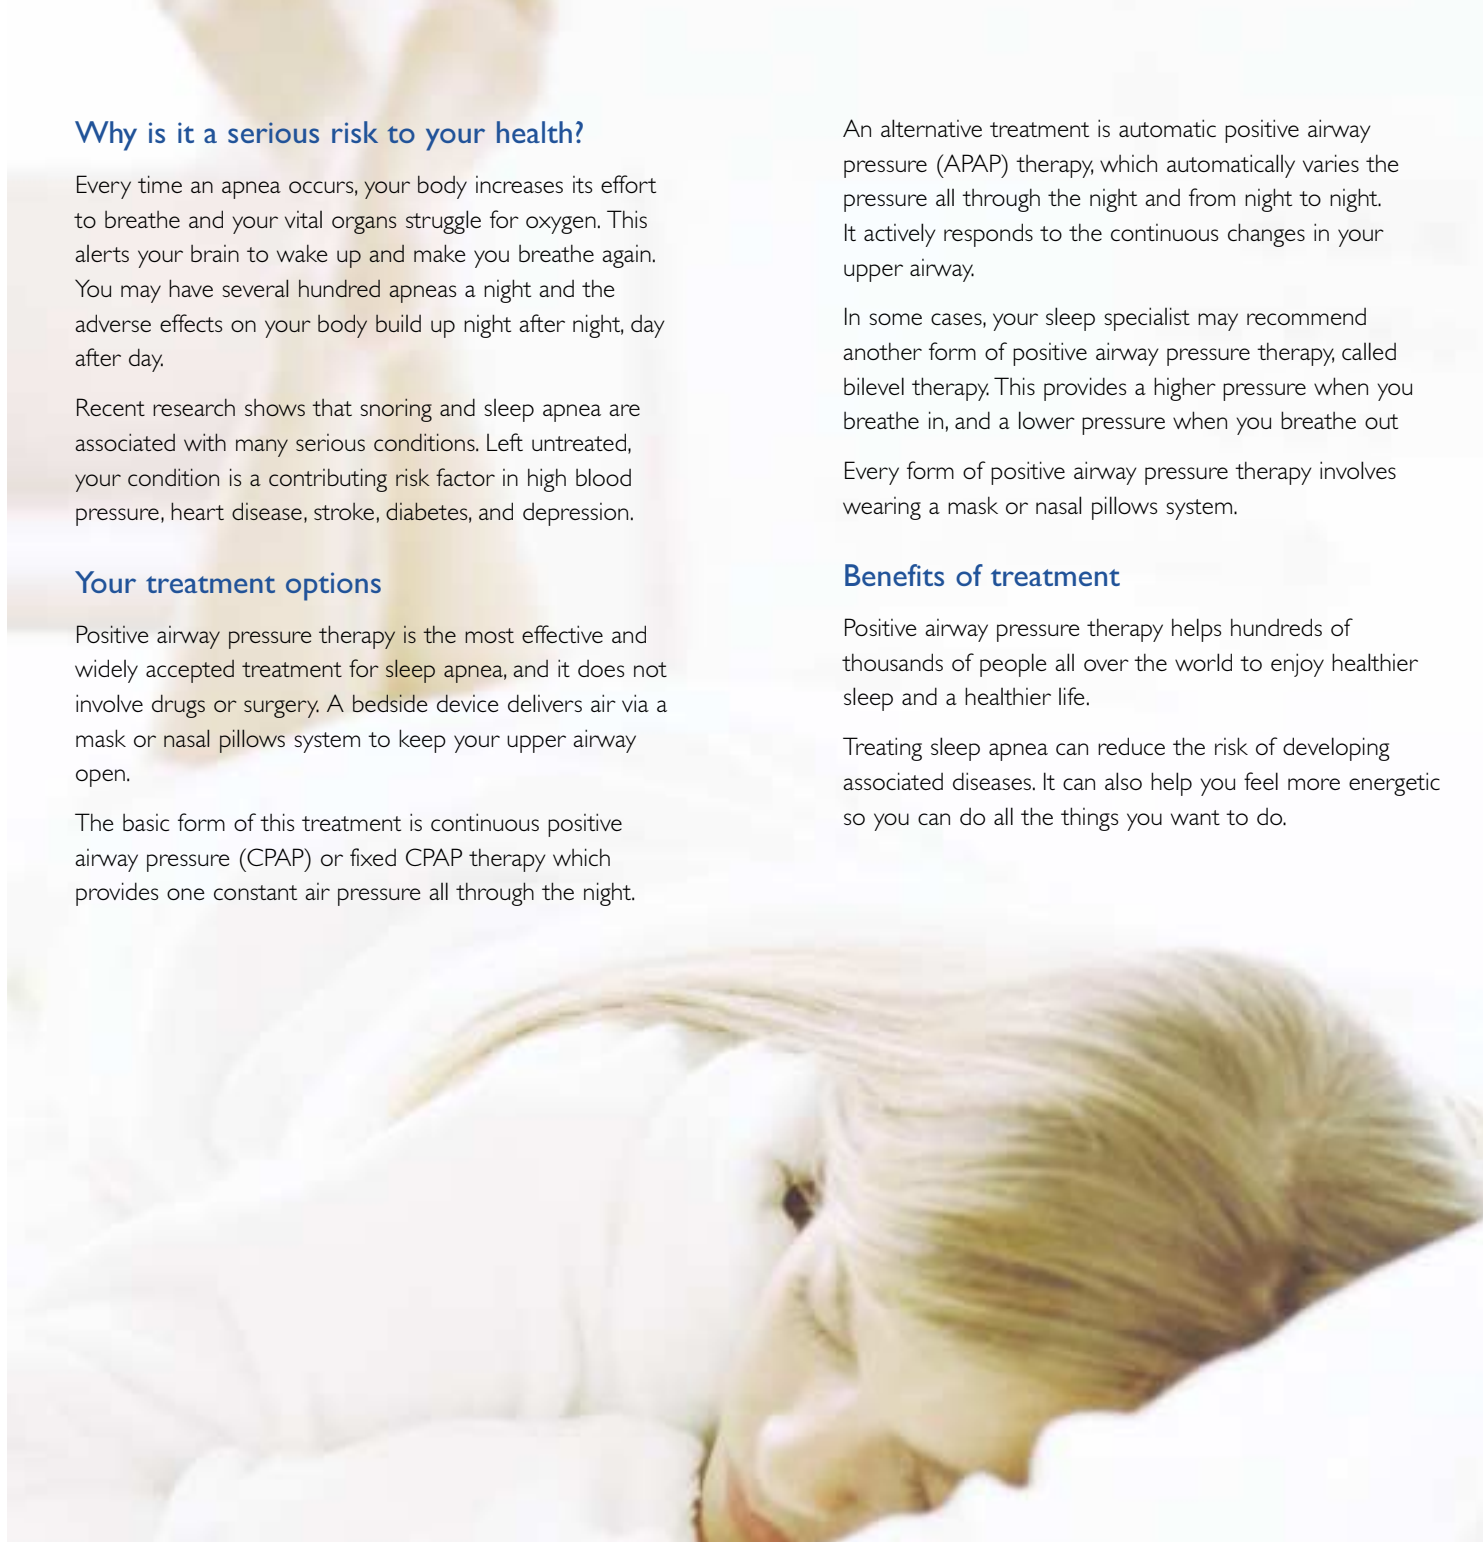 Why is it a serious risk to your health?
Every time an apnea occurs, your body increases its effort
to breathe and your vital organs struggle for oxygen. This
alerts your brain to wake up and make you breathe again.
You may have several hundred apneas a night and the
adverse effects on your body build up night after night, day
after day.
Recent research shows that snoring and sleep apnea are
associated with many serious conditions. Left untreated,
your condition is a contributing risk factor in high blood
pressure, heart disease, stroke, diabetes, and depression.
Your treatment options
Positive airway pressure therapy is the most effective and
widely accepted treatment for sleep apnea, and it does not
involve drugs or surgery. A bedside device delivers air via a
mask or nasal pillows system to keep your upper airway
open.
The basic form of this treatment is continuous positive
airway pressure (CPAP) or fixed CPAP therapy which
provides one constant air pressure all through the night.
An alternative treatment is automatic positive airway
pressure (APAP) therapy, which automatically varies the
pressure all through the night and from night to night.
It actively responds to the continuous changes in your
upper airway.
In some cases, your sleep specialist may recommend
another form of positive airway pressure therapy, called
bilevel therapy. This provides a higher pressure when you
breathe in, and a lower pressure when you breathe out
Every form of positive airway pressure therapy involves
wearing a mask or nasal pillows system.
Benefits of treatment
Positive airway pressure therapy helps hundreds of
thousands of people all over the world to enjoy healthier
sleep and a healthier life.
Treating sleep apnea can reduce the risk of developing
associated diseases. It can also help you feel more energetic
so you can do all the things you want to do.